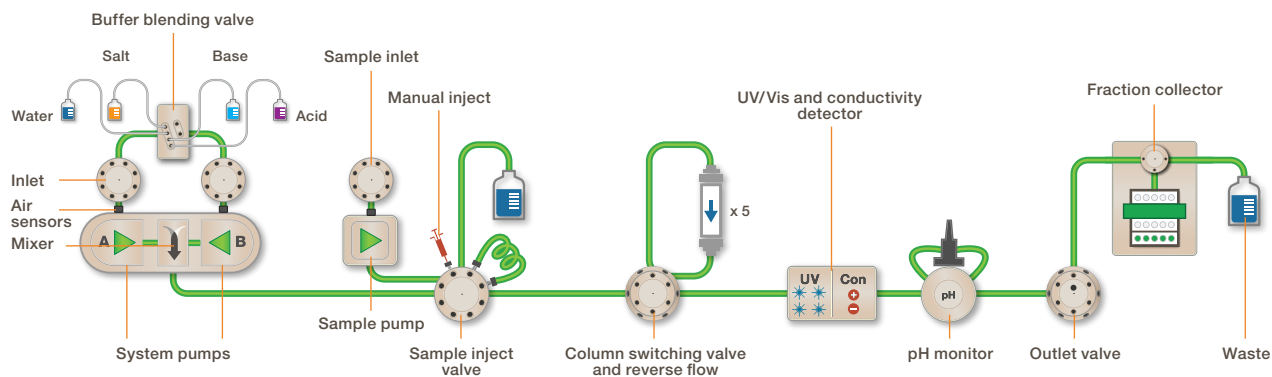 Buffer blending valve
Salt
Base
Water
Acid
Inlet
Air
sensors
Mixer
A
B
System pumps
Sample inlet
Manual inject
Sample pump
Sample inject
valve
x 5
Column switching valve
and reverse flow
UV/Vis and conductivity
detector
UV
Con
pH
pH monitor
Outlet valve
Fraction collector
Waste